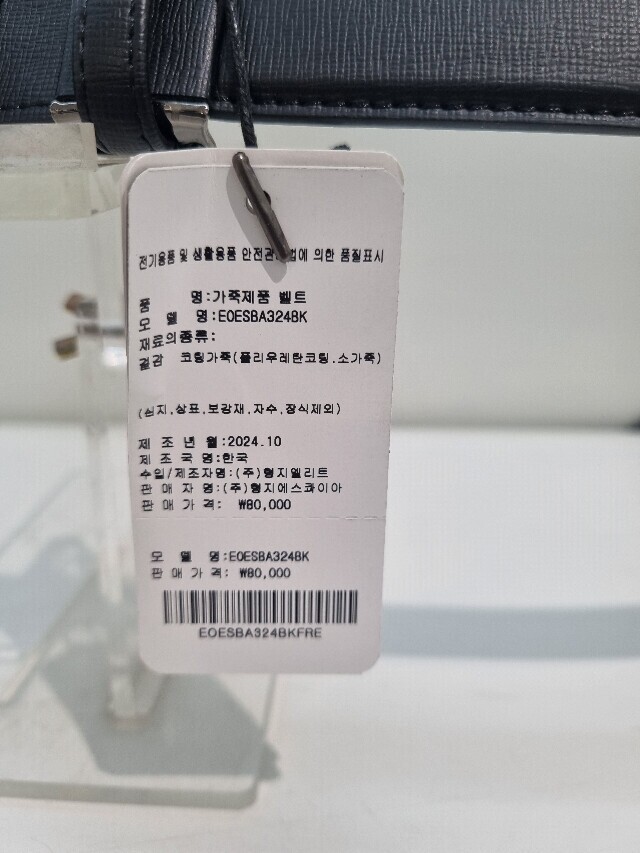 전기용품 및 생활용품 안전관리법에 의한 품질표시
품 명:가죽제품 벨트
모 델 명:EOESBA324BK
재료의종류:
겉감 코팅가죽(폴리우레탄코팅,소가죽)
(심지,상표,보강재,자수,장식제외)
제 조 년 월:2024.10
제 조 국 명:한국
수입/제조자명:(주)형지엘리트
판 매 자 명:(주)형지에스콰이아
판 매 가 격: ₩80,000
모 델 명:EOESBA324BK
판 매 가 격: ₩80,000
EOESBA324BKFRE